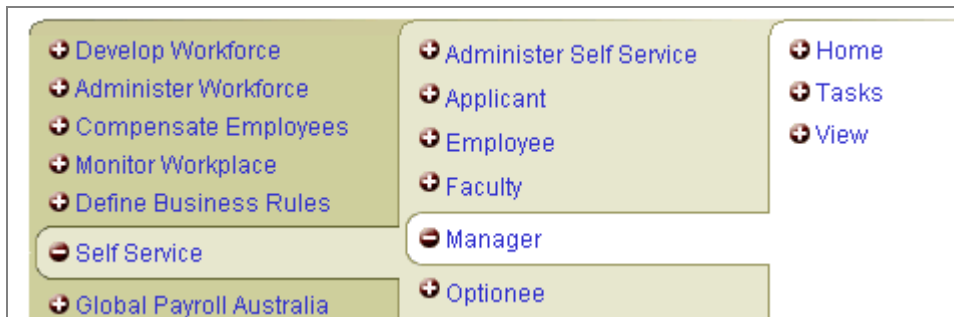 Develop Workforce
Administer Workforce
Compensate Employees
Monitor Workplace
Define Business Rules
Self Service
Global Payroll Australia
Administer Self Service
Applicant
Employee
Faculty
Manager
Optionee
Home
Tasks
View